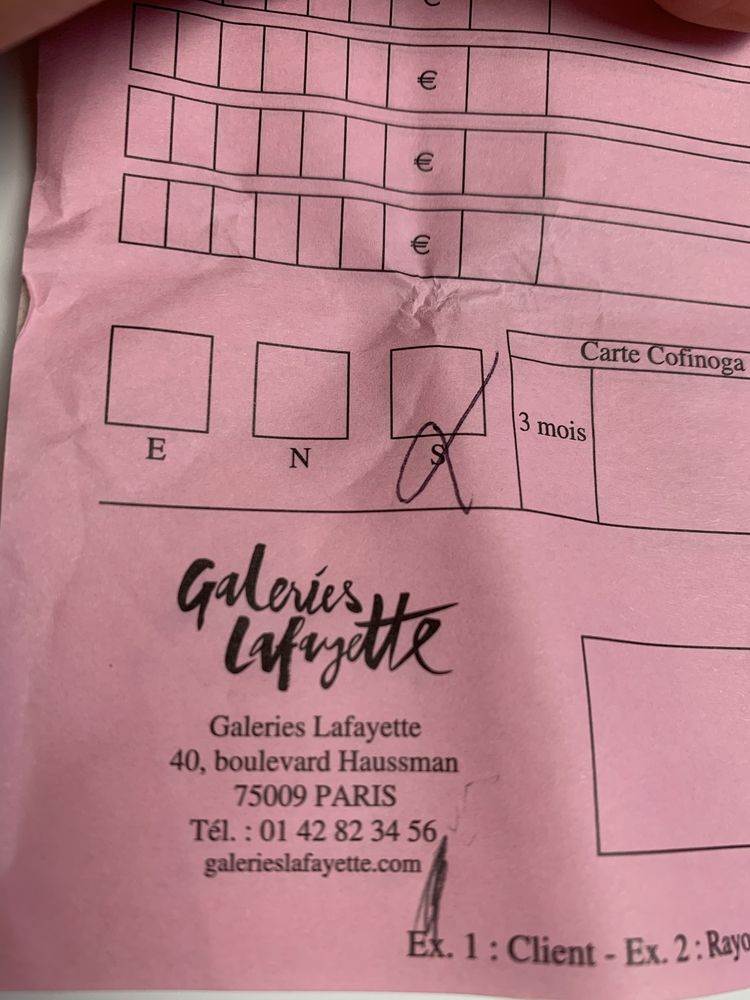 €
€
€
€
Carte Cofinoga
3 mois
E
N
S
Galeries
Lafayette
Galeries Lafayette
40, boulevard Haussman
75009 PARIS
Tél. : 01 42 82 34 56
galerieslafayette.com
Ex. 1 : Client - Ex. 2 : Rayo